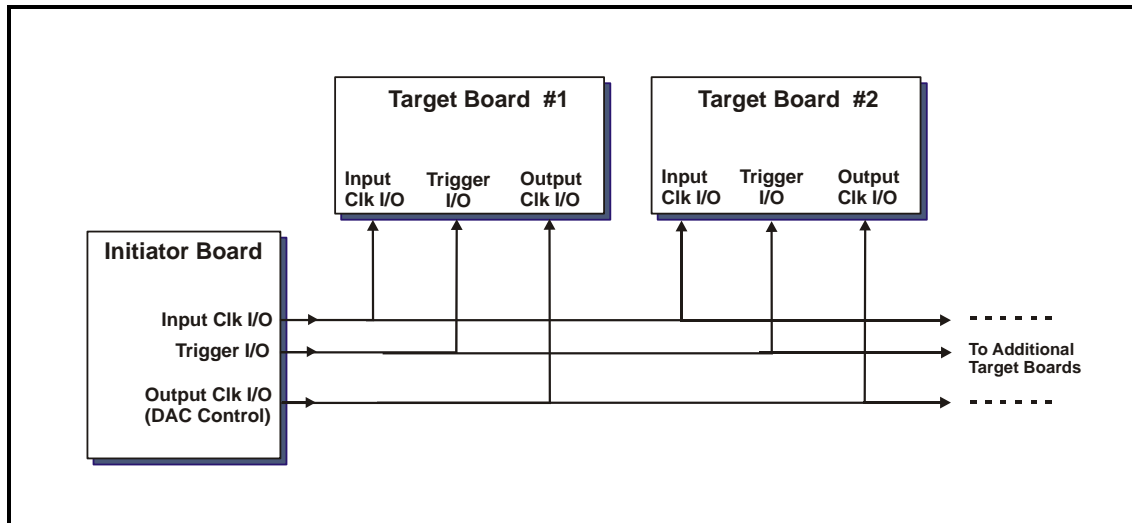 Target Board #1
Target Board #2
Input
Clk I/O
Trigger
I/O
Output
Clk I/O
Input
Clk I/O
Trigger
I/O
Output
Clk I/O
Initiator Board
Input Clk I/O
Trigger I/O
Output Clk I/O
(DAC Control)
To Additional
Target Boards